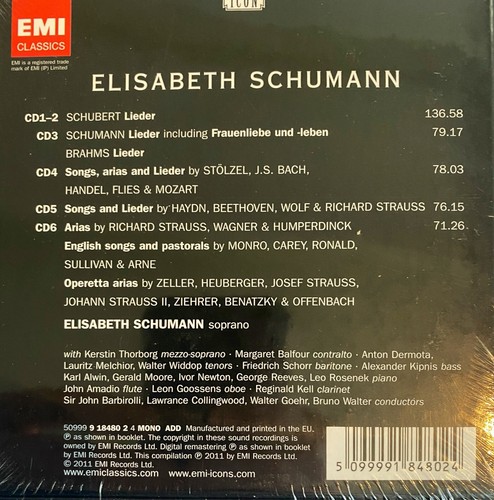 ICON
EMI
CLASSICS
EMI is a registered trade
mark of EMI (IP) Limited
ELISABETH SCHUMANN
CD1–2 SCHUBERT Lieder 136.58
CD3 SCHUMANN Lieder including Frauenliebe und -leben 79.17
BRAHMS Lieder
CD4 Songs, arias and Lieder by STÖLZEL, J.S. BACH, 78.03
HANDEL, FLIES & MOZART
CD5 Songs and Lieder by HAYDN, BEETHOVEN, WOLF & RICHARD STRAUSS 76.15
CD6 Arias by RICHARD STRAUSS, WAGNER & HUMPERDINCK 71.26
English songs and pastorals by MONRO, CAREY, RONALD,
SULLIVAN & ARNE
Operetta arias by ZELLER, HEUBERGER, JOSEF STRAUSS,
JOHANN STRAUSS II, ZIEHRER, BENATZKY & OFFENBACH
ELISABETH SCHUMANN soprano
with Kerstin Thorborg mezzo-soprano · Margaret Balfour contralto · Anton Dermota,
Lauritz Melchior, Walter Widdop tenors · Friedrich Schorr baritone · Alexander Kipnis bass
Karl Alwin, Gerald Moore, Ivor Newton, George Reeves, Leo Rosenek piano
John Amadio flute · Leon Goossens oboe · Reginald Kell clarinet
Sir John Barbirolli, Lawrance Collingwood, Walter Goehr, Bruno Walter conductors
50999 9 18480 2 4 MONO ADD Manufactured and printed in the EU.
℗ as shown in booklet. The copyright in these sound recordings is
owned by EMI Records Ltd. Digital remastering ℗ as shown in booklet
by EMI Records Ltd. This compilation ℗ 2011 by EMI Records Ltd.
© 2011 EMI Records Ltd.
www.emiclassics.com www.emi-icons.com
5 099991 848024